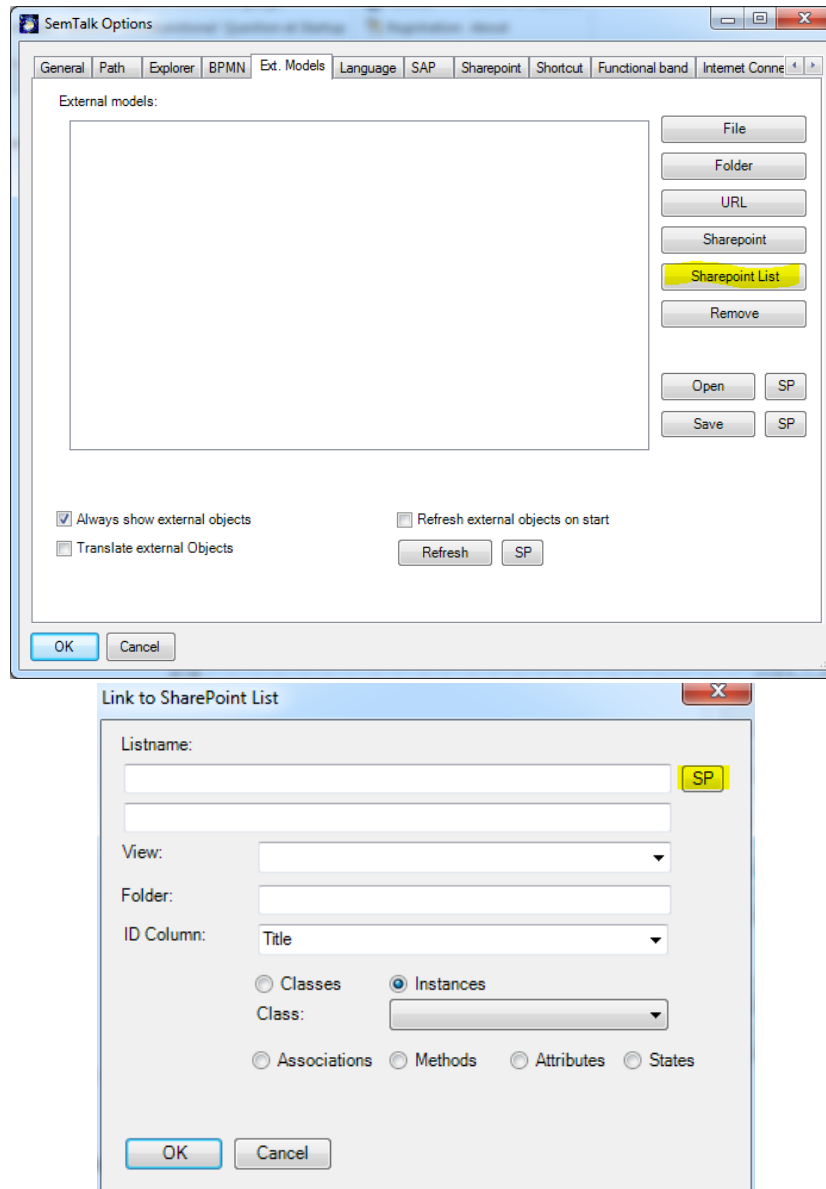 SemTalk Options
General Path Explorer BPMN Ext. Models Language SAP Sharepoint Shortcut Functional band Internet Conne
External models:
File
Folder
URL
Sharepoint
Sharepoint List
Remove
Open SP
Save SP
Always show external objects Refresh external objects on start
Translate external Objects Refresh SP
OK Cancel
Link to SharePoint List
Listname:
SP
View:
Folder:
ID Column: Title
Classes Instances
Class:
Associations Methods Attributes States
OK Cancel